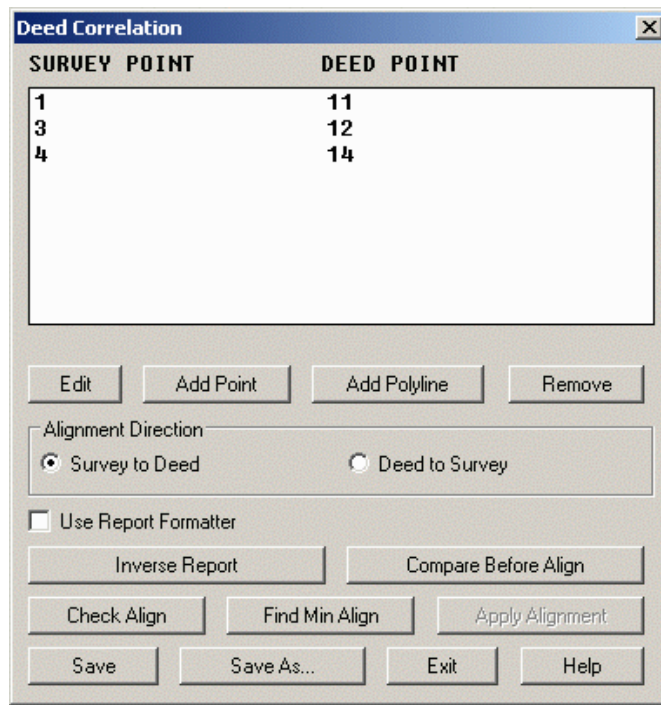 Deed Correlation
SURVEY POINT DEED POINT
1 11
3 12
4 14
Edit Add Point Add Polyline Remove
Alignment Direction
Survey to Deed Deed to Survey
Use Report Formatter
Inverse Report Compare Before Align
Check Align Find Min Align Apply Alignment
Save Save As... Exit Help